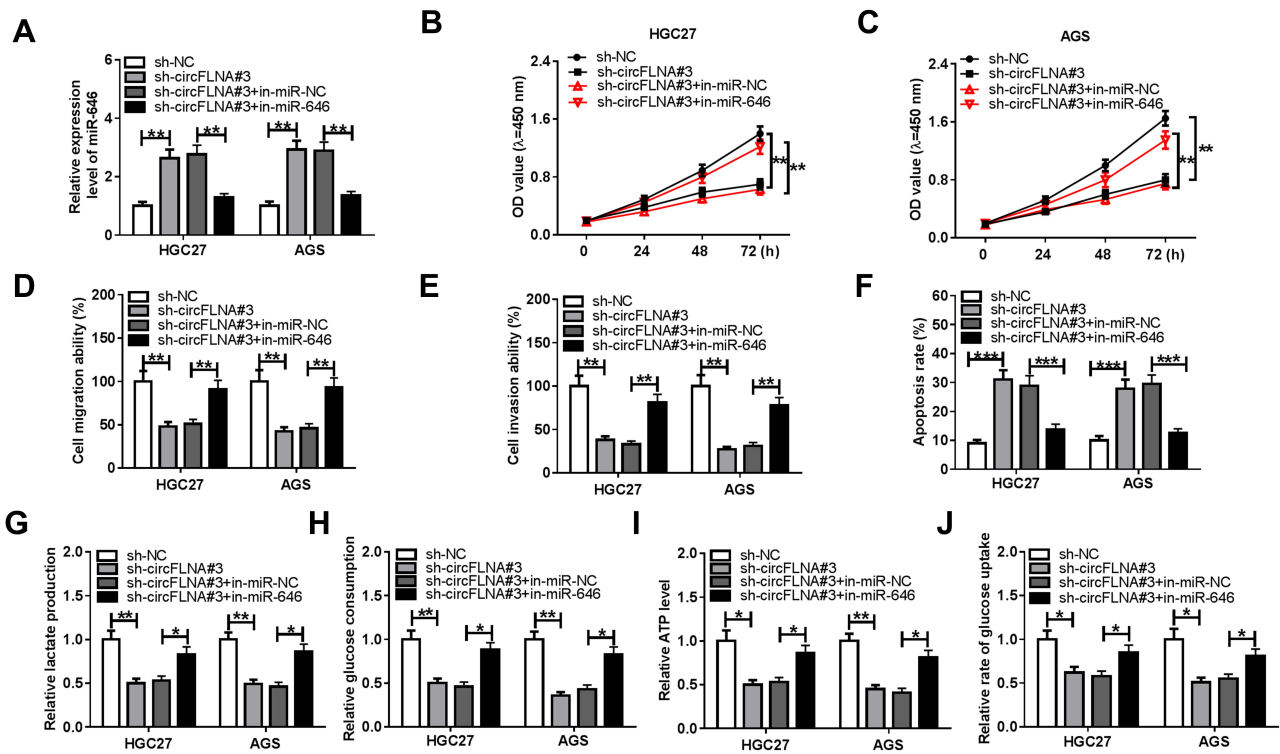 A
Relative expression
level of miR-646
6
4
2
0
sh-NC
sh-circFLNA#3
sh-circFLNA#3+in-miR-NC
sh-circFLNA#3+in-miR-646
** ** ** **
HGC27 AGS
B
HGC27
OD value (λ=450 nm)
2.4
1.6
0.8
0.0
sh-NC
sh-circFLNA#3
sh-circFLNA#3+in-miR-NC
sh-circFLNA#3+in-miR-646
** **
0 24 48 72 (h)
C
AGS
OD value (λ=450 nm)
2.4
1.6
0.8
0.0
sh-NC
sh-circFLNA#3
sh-circFLNA#3+in-miR-NC
sh-circFLNA#3+in-miR-646
** **
0 24 48 72 (h)
D
Cell migration ability (%)
200
150
100
50
0
sh-NC
sh-circFLNA#3
sh-circFLNA#3+in-miR-NC
sh-circFLNA#3+in-miR-646
** ** ** **
HGC27 AGS
E
Cell invasion ability (%)
200
150
100
50
0
sh-NC
sh-circFLNA#3
sh-circFLNA#3+in-miR-NC
sh-circFLNA#3+in-miR-646
** ** ** **
HGC27 AGS
F
Apoptosis rate (%)
60
50
40
30
20
10
0
sh-NC
sh-circFLNA#3
sh-circFLNA#3+in-miR-NC
sh-circFLNA#3+in-miR-646
*** *** *** ***
HGC27 AGS
G
Relative lactate production
2.0
1.5
1.0
0.5
0.0
sh-NC
sh-circFLNA#3
sh-circFLNA#3+in-miR-NC
sh-circFLNA#3+in-miR-646
** * ** *
HGC27 AGS
H
Relative glucose consumption
2.0
1.5
1.0
0.5
0.0
sh-NC
sh-circFLNA#3
sh-circFLNA#3+in-miR-NC
sh-circFLNA#3+in-miR-646
** * ** *
HGC27 AGS
I
Relative ATP level
2.0
1.5
1.0
0.5
0.0
sh-NC
sh-circFLNA#3
sh-circFLNA#3+in-miR-NC
sh-circFLNA#3+in-miR-646
* * ** *
HGC27 AGS
J
Relative rate of glucose uptake
2.0
1.5
1.0
0.5
0.0
sh-NC
sh-circFLNA#3
sh-circFLNA#3+in-miR-NC
sh-circFLNA#3+in-miR-646
* * * *
HGC27 AGS